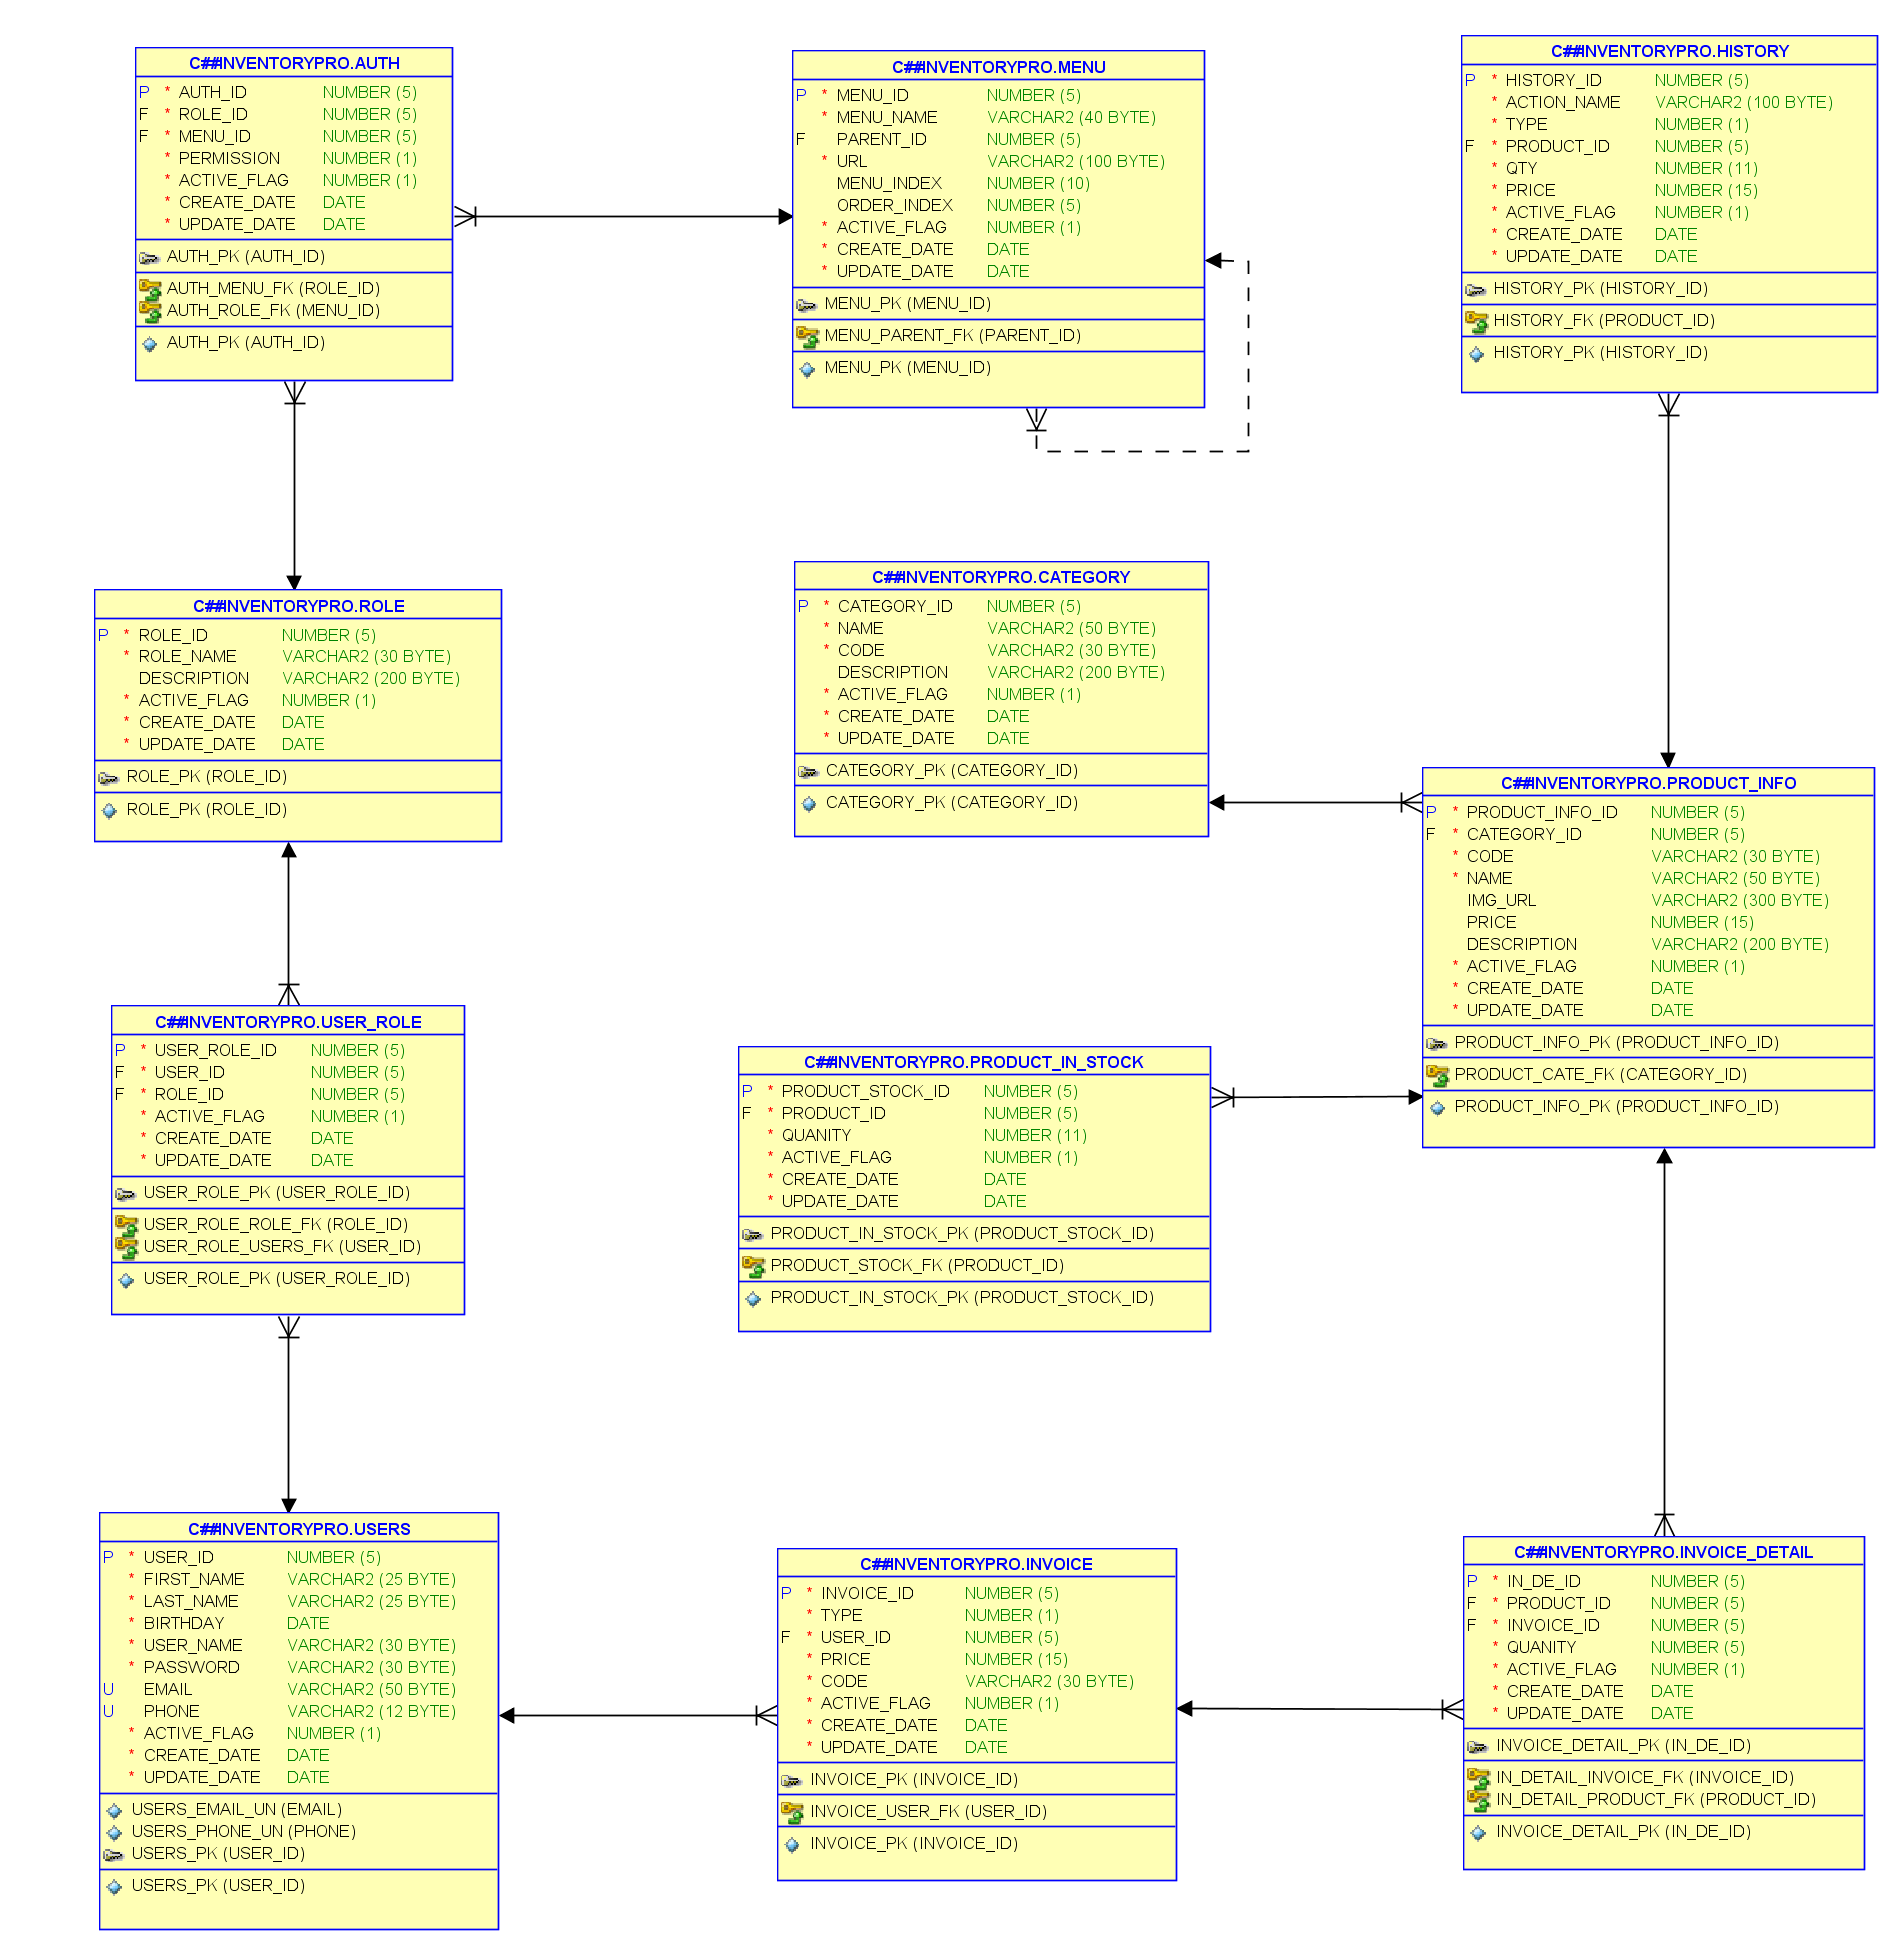 C##INVENTORYPRO.AUTH
P * AUTH_ID NUMBER (5)
F * ROLE_ID NUMBER (5)
F * MENU_ID NUMBER (5)
* PERMISSION NUMBER (1)
* ACTIVE_FLAG NUMBER (1)
* CREATE_DATE DATE
* UPDATE_DATE DATE
AUTH_PK (AUTH_ID)
AUTH_MENU_FK (ROLE_ID)
AUTH_ROLE_FK (MENU_ID)
AUTH_PK (AUTH_ID)
C##INVENTORYPRO.MENU
P * MENU_ID NUMBER (5)
* MENU_NAME VARCHAR2 (40 BYTE)
F PARENT_ID NUMBER (5)
* URL VARCHAR2 (100 BYTE)
MENU_INDEX NUMBER (10)
ORDER_INDEX NUMBER (5)
* ACTIVE_FLAG NUMBER (1)
* CREATE_DATE DATE
* UPDATE_DATE DATE
MENU_PK (MENU_ID)
MENU_PARENT_FK (PARENT_ID)
MENU_PK (MENU_ID)
C##INVENTORYPRO.HISTORY
P * HISTORY_ID NUMBER (5)
* ACTION_NAME VARCHAR2 (100 BYTE)
* TYPE NUMBER (1)
F * PRODUCT_ID NUMBER (5)
* QTY NUMBER (11)
* PRICE NUMBER (15)
* ACTIVE_FLAG NUMBER (1)
* CREATE_DATE DATE
* UPDATE_DATE DATE
HISTORY_PK (HISTORY_ID)
HISTORY_FK (PRODUCT_ID)
HISTORY_PK (HISTORY_ID)
C##INVENTORYPRO.ROLE
P * ROLE_ID NUMBER (5)
* ROLE_NAME VARCHAR2 (30 BYTE)
DESCRIPTION VARCHAR2 (200 BYTE)
* ACTIVE_FLAG NUMBER (1)
* CREATE_DATE DATE
* UPDATE_DATE DATE
ROLE_PK (ROLE_ID)
ROLE_PK (ROLE_ID)
C##INVENTORYPRO.CATEGORY
P * CATEGORY_ID NUMBER (5)
* NAME VARCHAR2 (50 BYTE)
* CODE VARCHAR2 (30 BYTE)
DESCRIPTION VARCHAR2 (200 BYTE)
* ACTIVE_FLAG NUMBER (1)
* CREATE_DATE DATE
* UPDATE_DATE DATE
CATEGORY_PK (CATEGORY_ID)
CATEGORY_PK (CATEGORY_ID)
C##INVENTORYPRO.PRODUCT_INFO
P * PRODUCT_INFO_ID NUMBER (5)
F * CATEGORY_ID NUMBER (5)
* CODE VARCHAR2 (30 BYTE)
* NAME VARCHAR2 (50 BYTE)
IMG_URL VARCHAR2 (300 BYTE)
PRICE NUMBER (15)
DESCRIPTION VARCHAR2 (200 BYTE)
* ACTIVE_FLAG NUMBER (1)
* CREATE_DATE DATE
* UPDATE_DATE DATE
PRODUCT_INFO_PK (PRODUCT_INFO_ID)
PRODUCT_CATE_FK (CATEGORY_ID)
PRODUCT_INFO_PK (PRODUCT_INFO_ID)
C##INVENTORYPRO.USER_ROLE
P * USER_ROLE_ID NUMBER (5)
F * USER_ID NUMBER (5)
F * ROLE_ID NUMBER (5)
* ACTIVE_FLAG NUMBER (1)
* CREATE_DATE DATE
* UPDATE_DATE DATE
USER_ROLE_PK (USER_ROLE_ID)
USER_ROLE_ROLE_FK (ROLE_ID)
USER_ROLE_USERS_FK (USER_ID)
USER_ROLE_PK (USER_ROLE_ID)
C##INVENTORYPRO.PRODUCT_IN_STOCK
P * PRODUCT_STOCK_ID NUMBER (5)
F * PRODUCT_ID NUMBER (5)
* QUANITY NUMBER (11)
* ACTIVE_FLAG NUMBER (1)
* CREATE_DATE DATE
* UPDATE_DATE DATE
PRODUCT_IN_STOCK_PK (PRODUCT_STOCK_ID)
PRODUCT_STOCK_FK (PRODUCT_ID)
PRODUCT_IN_STOCK_PK (PRODUCT_STOCK_ID)
C##INVENTORYPRO.USERS
P * USER_ID NUMBER (5)
* FIRST_NAME VARCHAR2 (25 BYTE)
* LAST_NAME VARCHAR2 (25 BYTE)
* BIRTHDAY DATE
* USER_NAME VARCHAR2 (30 BYTE)
* PASSWORD VARCHAR2 (30 BYTE)
U EMAIL VARCHAR2 (50 BYTE)
U PHONE VARCHAR2 (12 BYTE)
* ACTIVE_FLAG NUMBER (1)
* CREATE_DATE DATE
* UPDATE_DATE DATE
USERS_EMAIL_UN (EMAIL)
USERS_PHONE_UN (PHONE)
USERS_PK (USER_ID)
USERS_PK (USER_ID)
C##INVENTORYPRO.INVOICE
P * INVOICE_ID NUMBER (5)
* TYPE NUMBER (1)
F * USER_ID NUMBER (5)
* PRICE NUMBER (15)
* CODE VARCHAR2 (30 BYTE)
* ACTIVE_FLAG NUMBER (1)
* CREATE_DATE DATE
* UPDATE_DATE DATE
INVOICE_PK (INVOICE_ID)
INVOICE_USER_FK (USER_ID)
INVOICE_PK (INVOICE_ID)
C##INVENTORYPRO.INVOICE_DETAIL
P * IN_DE_ID NUMBER (5)
F * PRODUCT_ID NUMBER (5)
F * INVOICE_ID NUMBER (5)
* QUANITY NUMBER (5)
* ACTIVE_FLAG NUMBER (1)
* CREATE_DATE DATE
* UPDATE_DATE DATE
INVOICE_DETAIL_PK (IN_DE_ID)
IN_DETAIL_INVOICE_FK (INVOICE_ID)
IN_DETAIL_PRODUCT_FK (PRODUCT_ID)
INVOICE_DETAIL_PK (IN_DE_ID)